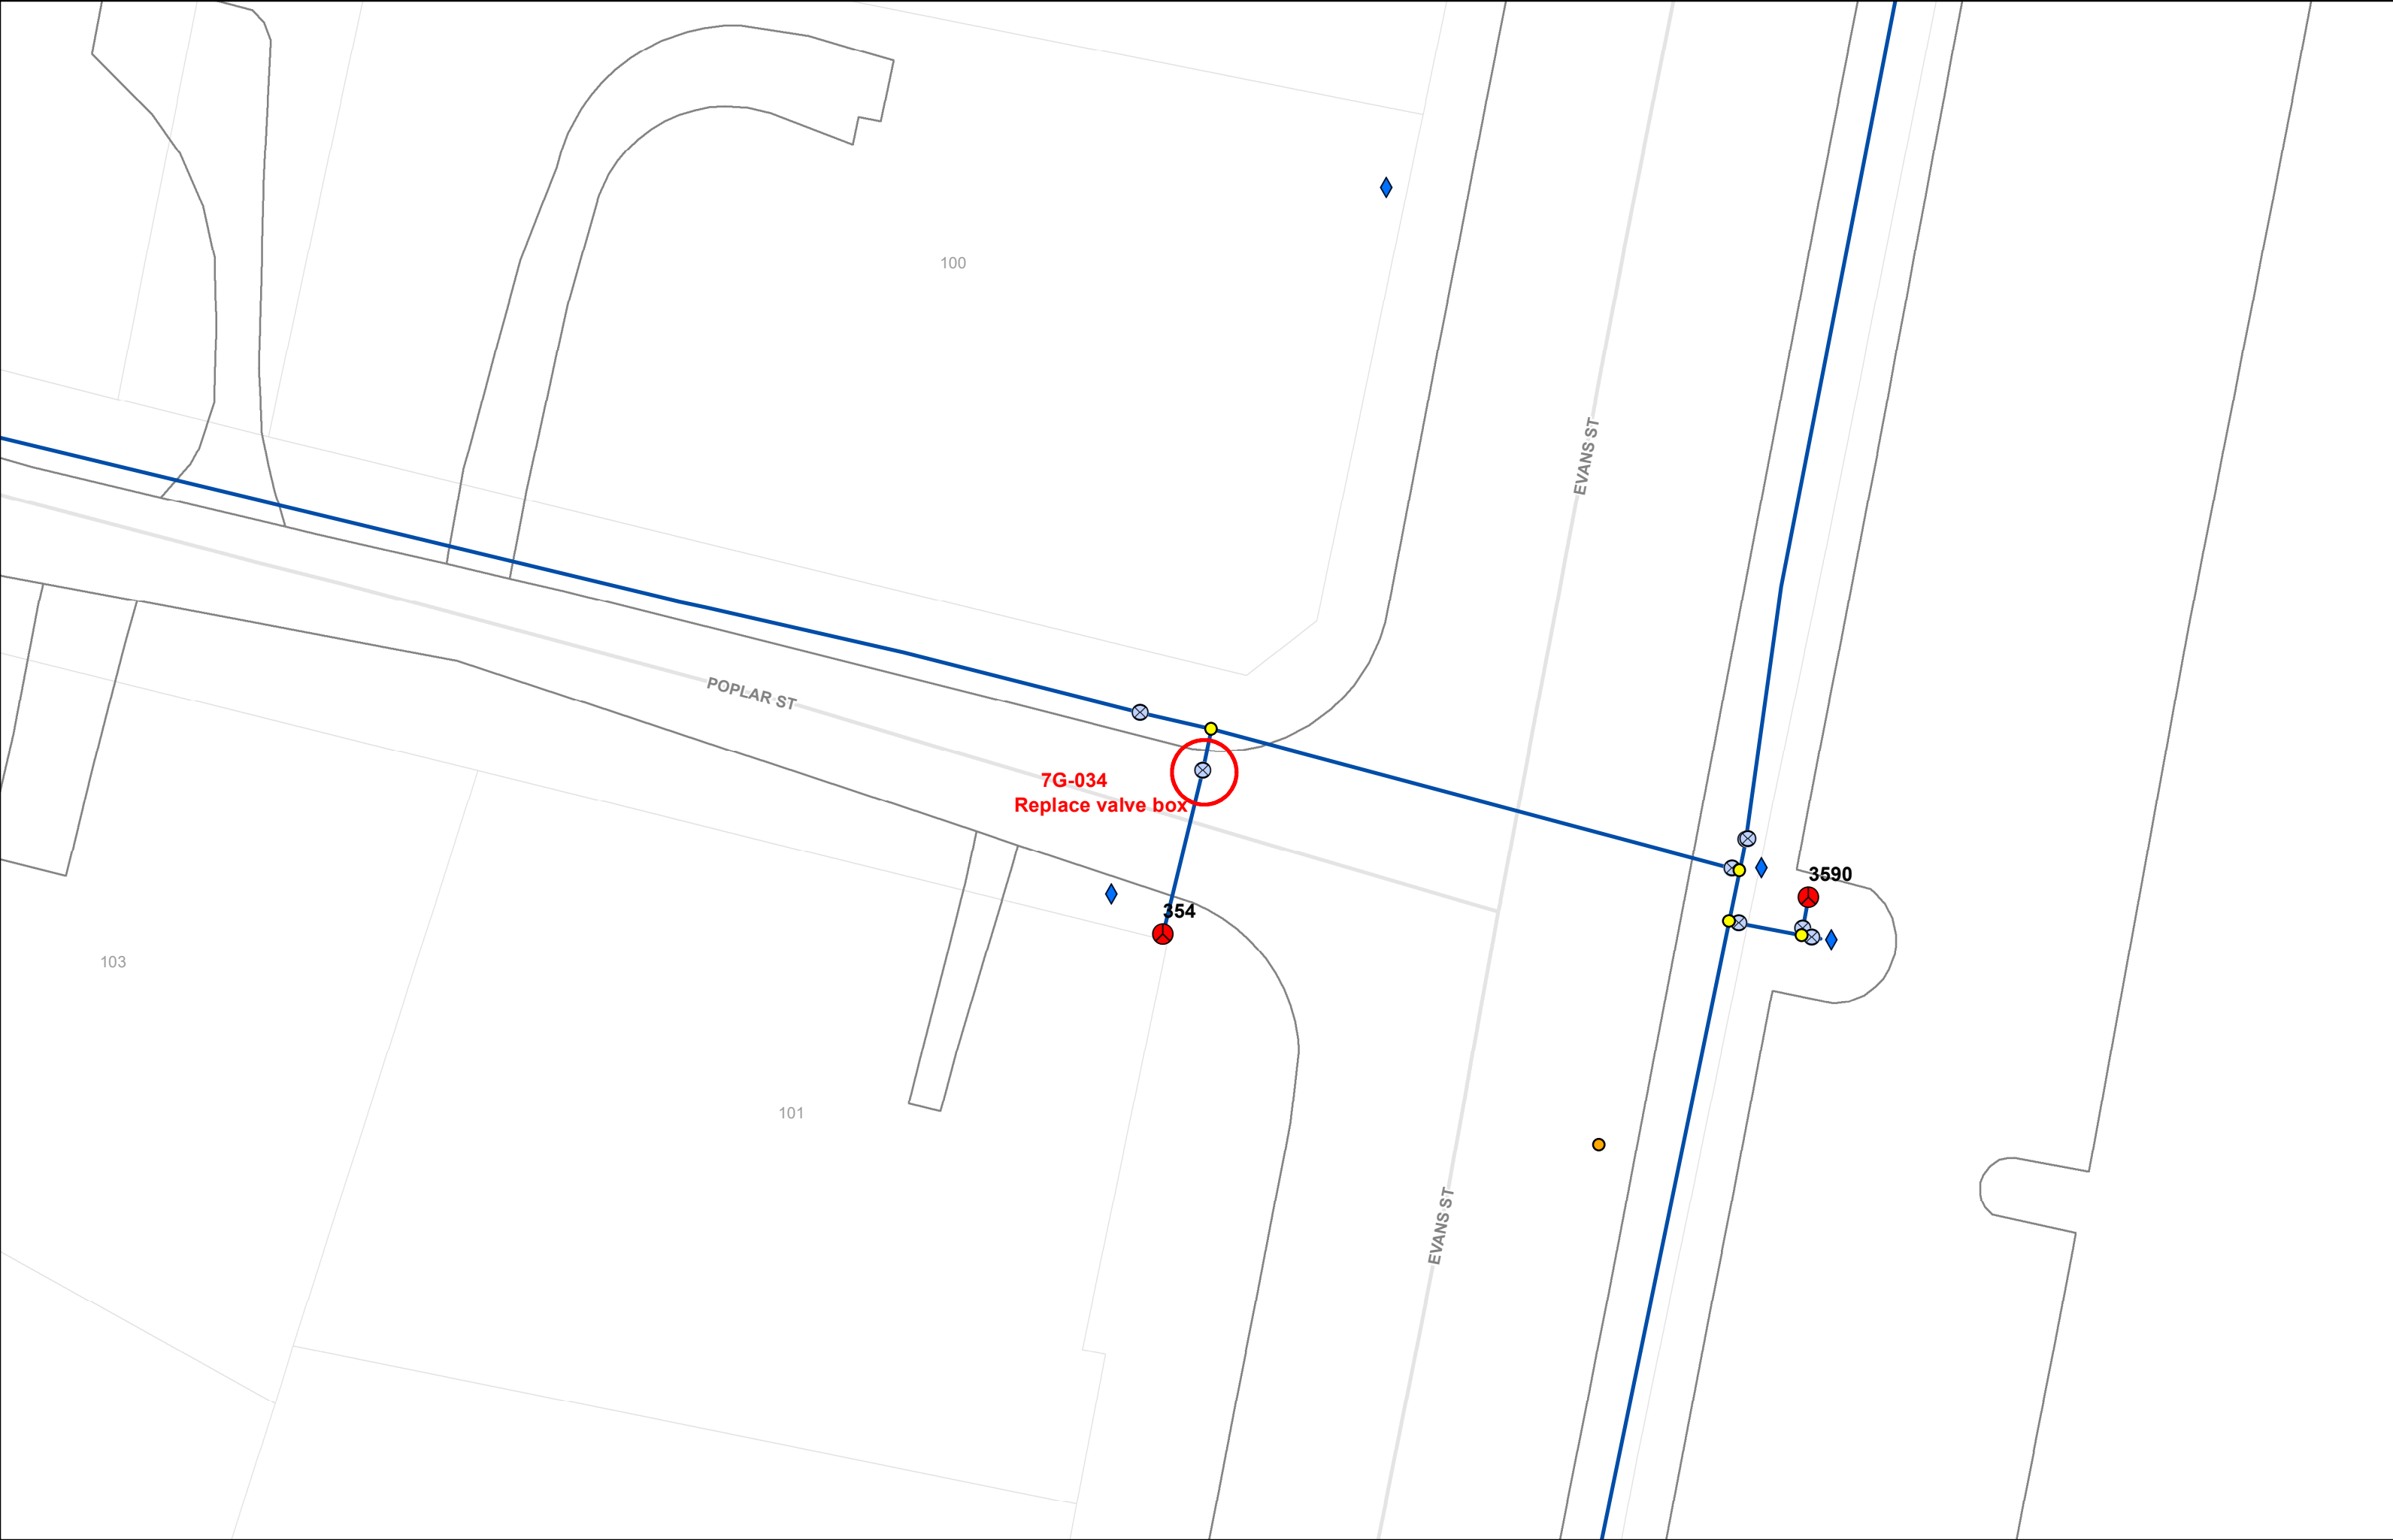 100
EVANS ST
POPLAR ST
7G-034
Replace valve box
3590
354
103
101
EVANS ST